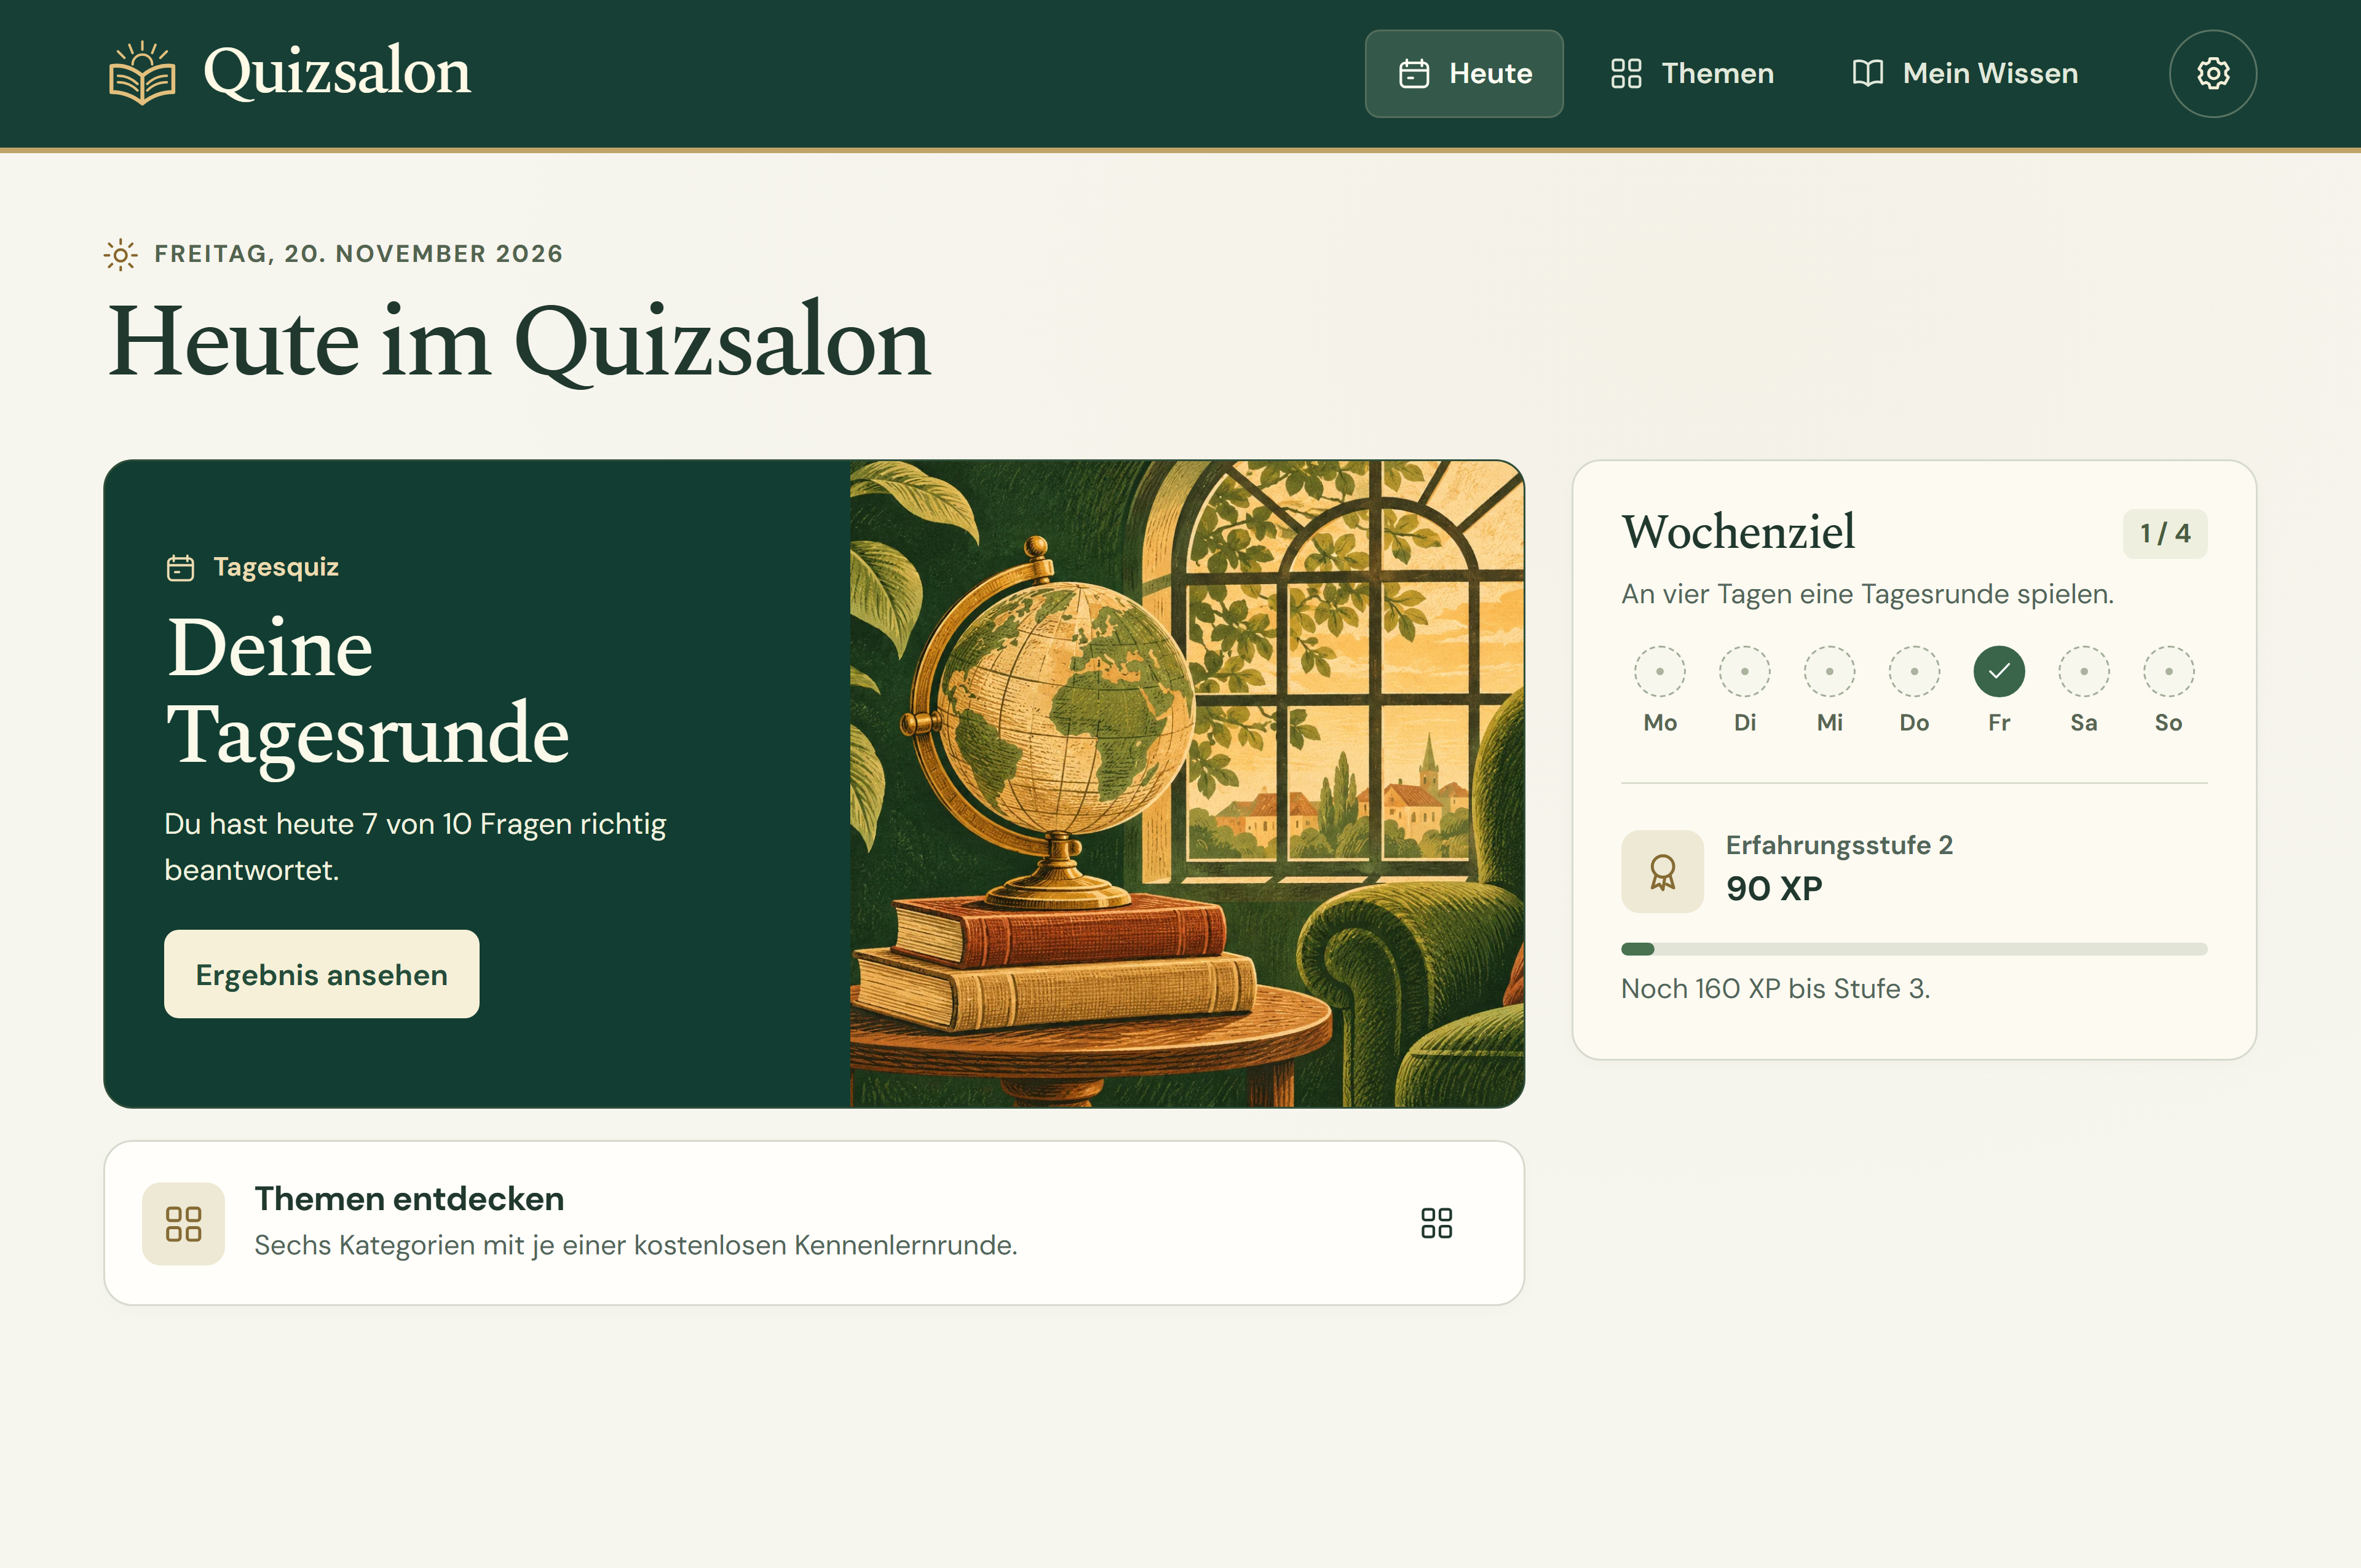 Quizsalon
Heute
Themen
Mein Wissen
FREITAG, 20. NOVEMBER 2026
Heute im Quizsalon
Tagesquiz
Deine
Tagesrunde
Du hast heute 7 von 10 Fragen richtig
beantwortet.
Ergebnis ansehen
Wochenziel
1 / 4
An vier Tagen eine Tagesrunde spielen.
Mo Di Mi Do Fr Sa So
Erfahrungsstufe 2
90 XP
Noch 160 XP bis Stufe 3.
Themen entdecken
Sechs Kategorien mit je einer kostenlosen Kennenlernrunde.